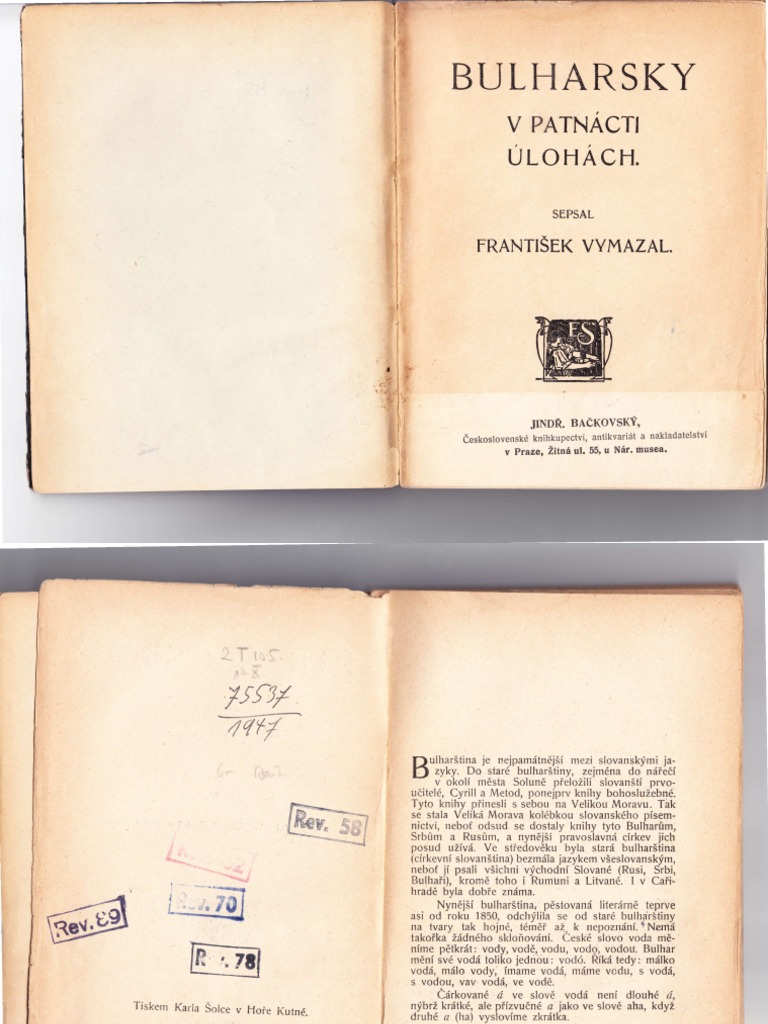 BULHARSKY
V PATNÁCTI
ÚLOHÁCH.
SEPSAL
FRANTIŠEK VYMAZAL.
JINDŘ. BAČKOVSKÝ,
Československé knihkupectví, antikvariát a nakladatelství
v Praze, Žitná ul. 55, u Nár. musea.
2 T 105.
75537
1947
Rev. 58
Rev. 70
Rev. 89
78
Tiskem Karla Šolce v Hoře Kutné.
Bulharština je nejpamátnější mezi slovanskými ja-
zyky. Do staré bulharštiny, zejména do nářečí
v okolí města Soluně přeložili slovanští prvo-
učitelé, Cyrill a Metod, ponejprv knihy bohoslužebné.
Tyto knihy přinesli s sebou na Velikou Moravu. Tak
se stala Veliká Morava kolébkou slovanského písem-
nictví, neboť odsud se dostaly knihy tyto Bulharům,
Srbům a Rusům, a nynější pravoslavná církev jich
posud užívá. Ve středověku byla stará bulharština
(církevní slovanština) bezmála jazykem všeslovanským,
neboť jí psali všichni východní Slované (Rusi, Srbi,
Bulhaři), kromě toho i Rumuni a Litvané. I v Caři-
hradě byla dobře známa.
Nynější bulharština, pěstovaná literárně teprve
asi od roku 1850, odchýlila se od staré bulharštiny
na tvary tak hojné, téměř až k nepoznání. Nemá
takořka žádného skloňování. České slovo voda mě-
níme pětkrát: vody, vodě, vodu, vodo, vodou. Bulhar
mění své vodá toliko jednou: vodó. Říká tedy: málko
vodá, málo vody, ímame vodá, máme vodu, s vodá,
s vodou, vav vodá, ve vodě.
Čárkované á ve slově vodá není dlouhé á,
nýbrž krátké, ale přízvučné a jako ve slově aha, když
druhé a (ha) vyslovíme zkrátka.